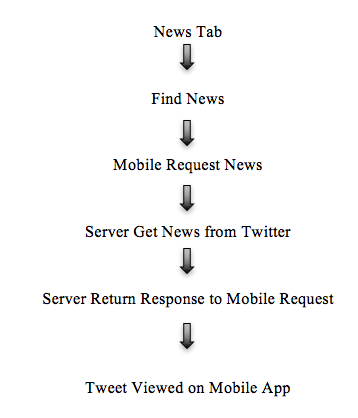 News Tab
Find News
Mobile Request News
Server Get News from Twitter
Server Return Response to Mobile Request
Tweet Viewed on Mobile App